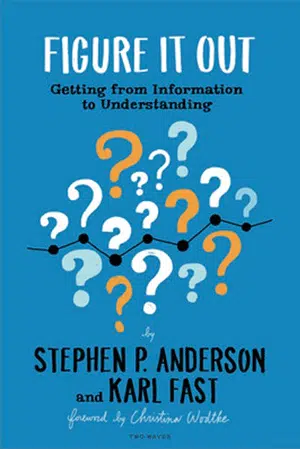 FIGURE IT OUT
Getting from Information
to Understanding
? ? ? ? ? ? ? ? ? ? ? ? ? ?
by
STEPHEN P. ANDERSON
and KARL FAST
foreword by Christina Wodtke
TWO WAVES